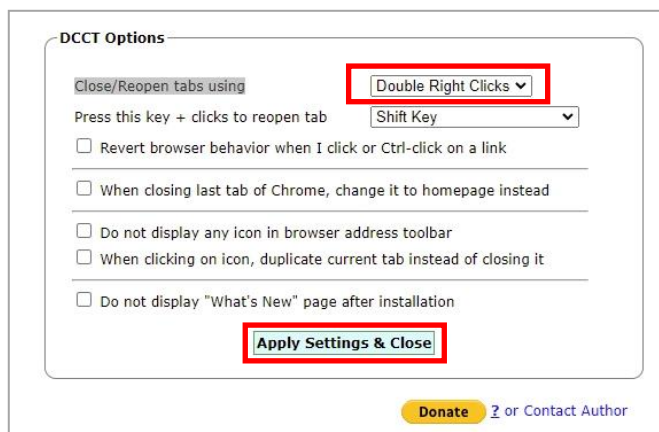 DCCT Options
Close/Reopen tabs using Double Right Clicks
Press this key + clicks to reopen tab Shift Key
Revert browser behavior when I click or Ctrl-click on a link
When closing last tab of Chrome, change it to homepage instead
Do not display any icon in browser address toolbar
When clicking on icon, duplicate current tab instead of closing it
Do not display "What's New" page after installation
Apply Settings & Close
Donate ? or Contact Author